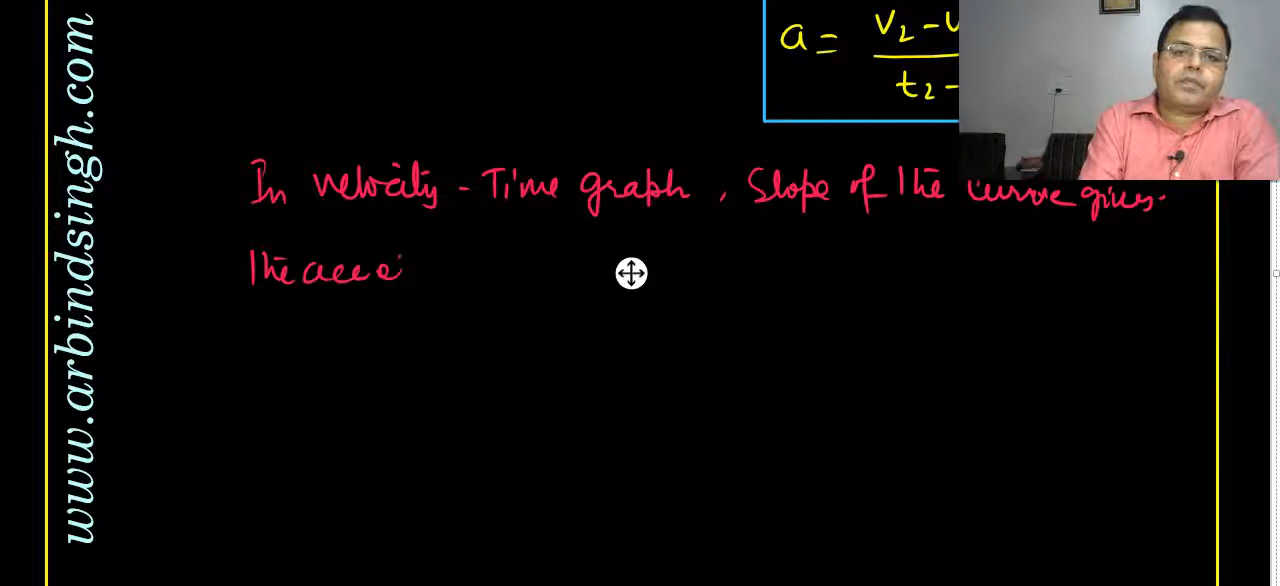 a = v₂ - v
t₂ -
In velocity - Time graph , Slope of the curve gives
the acce
www.arbindsingh.com